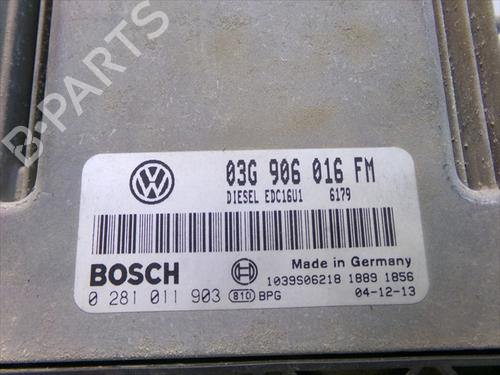 B-PARTS
03G 906 016 FM
DIESEL EDC16U1 6179
BOSCH
Made in Germany
1039S06218 1889 1856
0 281 011 903 810 BPG 04-12-13